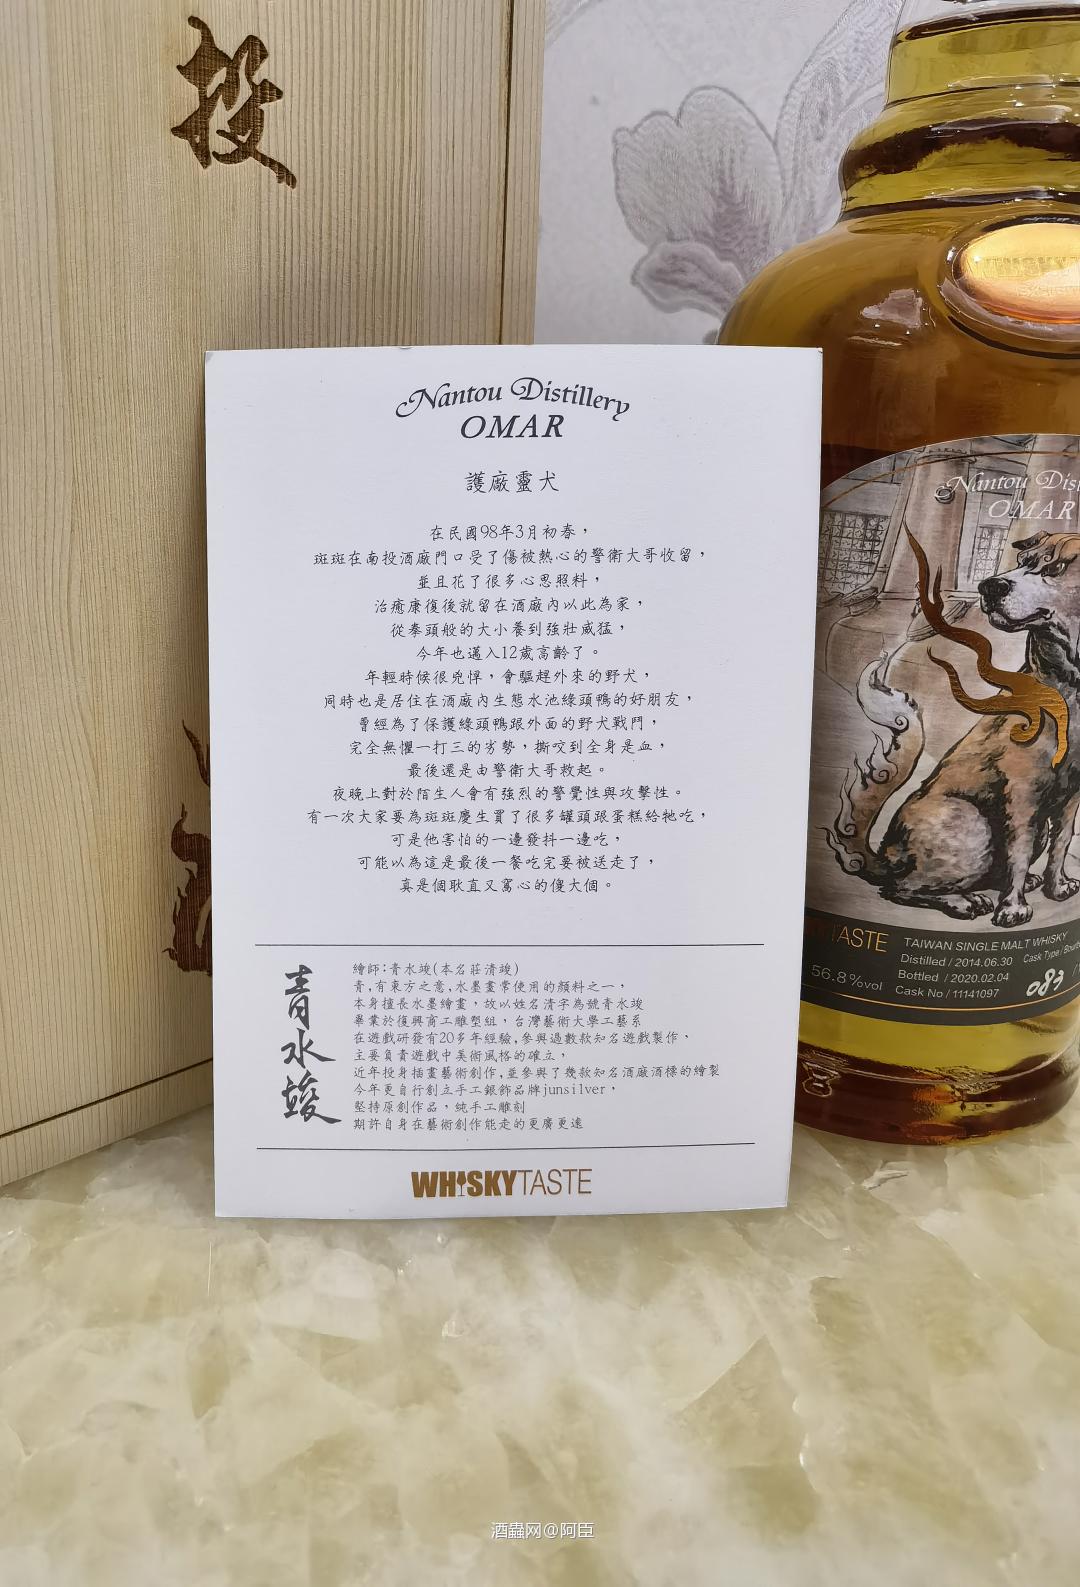 投
Nantou Distillery
OMAR
護廠靈犬
在民國98年3月初春，
斑斑在南投酒廠門口受了傷被熱心的警衛大哥收留，
並且花了很多心思照料，
治癒康復後就留在酒廠內以此為家，
從拳頭般的大小養到強壯威猛，
今年也邁入12歲高齡了。
年輕時候很兇悍，會驅趕外來的野犬，
同時也是居住在酒廠內生態水池綠頭鴨的好朋友，
曾經為了保護綠頭鴨跟外面的野犬戰鬥，
完全無懼一打三的劣勢，撕咬到全身是血，
最後還是由警衛大哥救起。
夜晚上對於陌生人會有強烈的警覺性與攻擊性。
有一次大家要為斑斑慶生買了很多罐頭跟蛋糕給牠吃，
可是他害怕的一邊發抖一邊吃，
可能以為這是最後一餐吃完要被送走了，
真是個耿直又窩心的傻大個。
青水竣
繪師:青水竣(本名莊清竣)
青,有東方之意,水墨畫常使用的顏料之一，
本身擅長水墨繪畫，故以姓名清字為號青水竣
畢業於復興商工雕塑組，台灣藝術大學工藝系
在遊戲研發有20多年經驗,參與過數款知名遊戲製作，
主要負責遊戲中美術風格的確立，
近年投身插畫藝術創作,並參與了幾款知名酒廠酒標的繪製
今年更自行創立手工銀飾品牌junsilver，
堅持原創作品，純手工雕刻
期許自身在藝術創作能走的更廣更遠
WHISKYTASTE
Nantou Dist
OMAR
TASTE
TAIWAN SINGLE MALT WHISKY
Distilled / 2014.06.30
Cask Type / Bourb
56.8%vol
Bottled / 2020.02.04
Cask No / 11141097
083
酒蟲网@阿臣